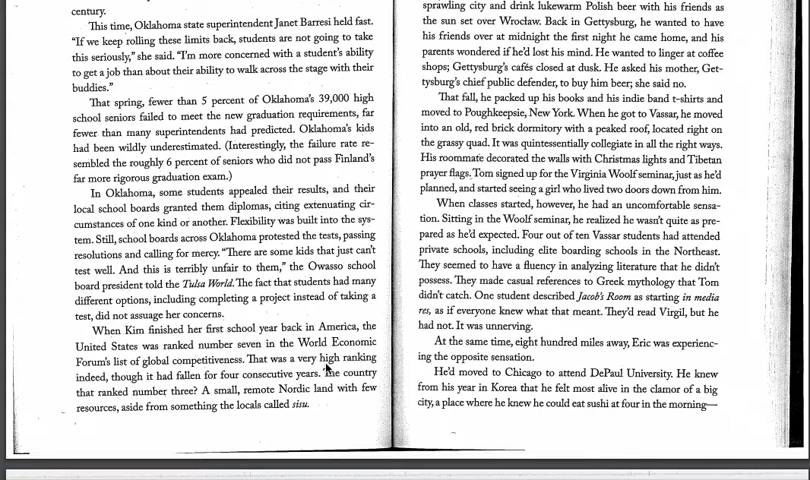 century.
This time, Oklahoma state superintendent Janet Barresi held fast.
“If we keep rolling these limits back, students are not going to take
this seriously,” she said. “I’m more concerned with a student’s ability
to get a job than about their ability to walk across the stage with their
buddies.”
That spring, fewer than 5 percent of Oklahoma’s 39,000 high
school seniors failed to meet the new graduation requirements, far
fewer than many superintendents had predicted. Oklahoma’s kids
had been wildly underestimated. (Interestingly, the failure rate re-
sembled the roughly 6 percent of seniors who did not pass Finland’s
far more rigorous graduation exam.)
In Oklahoma, some students appealed their results, and their
local school boards granted them diplomas, citing extenuating cir-
cumstances of one kind or another. Flexibility was built into the sys-
tem. Still, school boards across Oklahoma protested the tests, passing
resolutions and calling for mercy. “There are some kids that just can’t
test well. And this is terribly unfair to them,” the Owasso school
board president told the Tulsa World. The fact that students had many
different options, including completing a project instead of taking a
test, did not assuage her concerns.
When Kim finished her first school year back in America, the
United States was ranked number seven in the World Economic
Forum’s list of global competitiveness. That was a very high ranking
indeed, though it had fallen for four consecutive years. The country
that ranked number three? A small, remote Nordic land with few
resources, aside from something the locals called sisu.
sprawling city and drink lukewarm Polish beer with his friends as
the sun set over Wrocław. Back in Gettysburg, he wanted to have
his friends over at midnight the first night he came home, and his
parents wondered if he’d lost his mind. He wanted to linger at coffee
shops; Gettysburg’s cafés closed at dusk. He asked his mother, Get-
tysburg’s chief public defender, to buy him beer; she said no.
That fall, he packed up his books and his indie band t-shirts and
moved to Poughkeepsie, New York. When he got to Vassar, he moved
into an old, red brick dormitory with a peaked roof, located right on
the grassy quad. It was quintessentially collegiate in all the right ways.
His roommate decorated the walls with Christmas lights and Tibetan
prayer flags. Tom signed up for the Virginia Woolf seminar, just as he’d
planned, and started seeing a girl who lived two doors down from him.
When classes started, however, he had an uncomfortable sensa-
tion. Sitting in the Woolf seminar, he realized he wasn’t quite as pre-
pared as he’d expected. Four out of ten Vassar students had attended
private schools, including elite boarding schools in the Northeast.
They seemed to have a fluency in analyzing literature that he didn’t
possess. They made casual references to Greek mythology that Tom
didn’t catch. One student described Jacob’s Room as starting in media
res, as if everyone knew what that meant. They’d read Virgil, but he
had not. It was unnerving.
At the same time, eight hundred miles away, Eric was experienc-
ing the opposite sensation.
He’d moved to Chicago to attend DePaul University. He knew
from his year in Korea that he felt most alive in the clamor of a big
city, a place where he knew he could eat sushi at four in the morning—